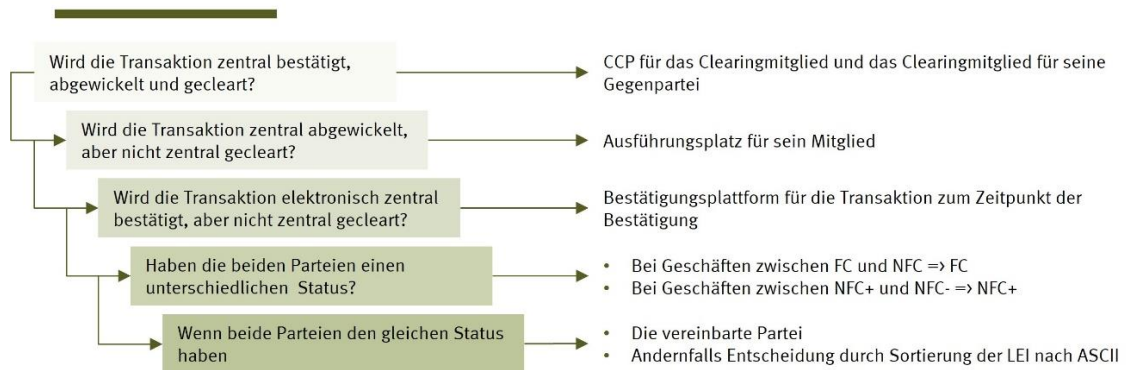 Wird die Transaktion zentral bestätigt,
abgewickelt und gecleart?
CCP für das Clearingmitglied und das Clearingmitglied für seine
Gegenpartei
Wird die Transaktion zentral abgewickelt,
aber nicht zentral gecleart?
Ausführungsplatz für sein Mitglied
Wird die Transaktion elektronisch zentral
bestätigt, aber nicht zentral gecleart?
Bestätigungsplattform für die Transaktion zum Zeitpunkt der
Bestätigung
Haben die beiden Parteien einen
unterschiedlichen Status?
• Bei Geschäften zwischen FC und NFC => FC
• Bei Geschäften zwischen NFC+ und NFC- => NFC+
Wenn beide Parteien den gleichen Status
haben
• Die vereinbarte Partei
• Andernfalls Entscheidung durch Sortierung der LEI nach ASCII